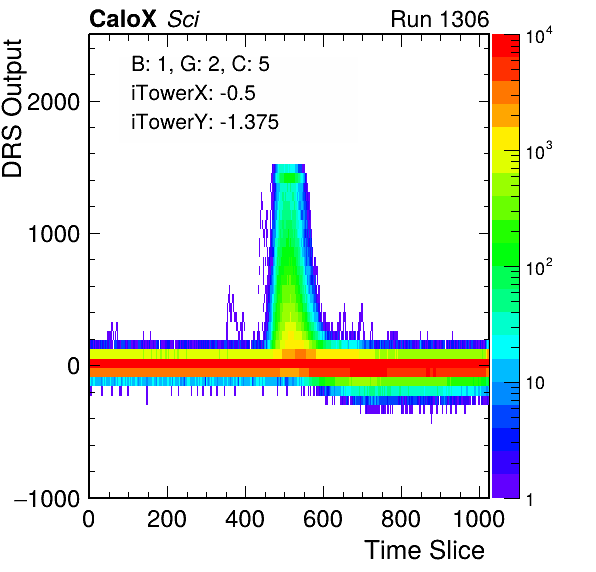 CaloX Sci Run 1306
B: 1, G: 2, C: 5
iTowerX: -0.5
iTowerY: -1.375
DRS Output
2000
1000
0
−1000
0 200 400 600 800 1000
Time Slice
10^4
10^3
10^2
10
1